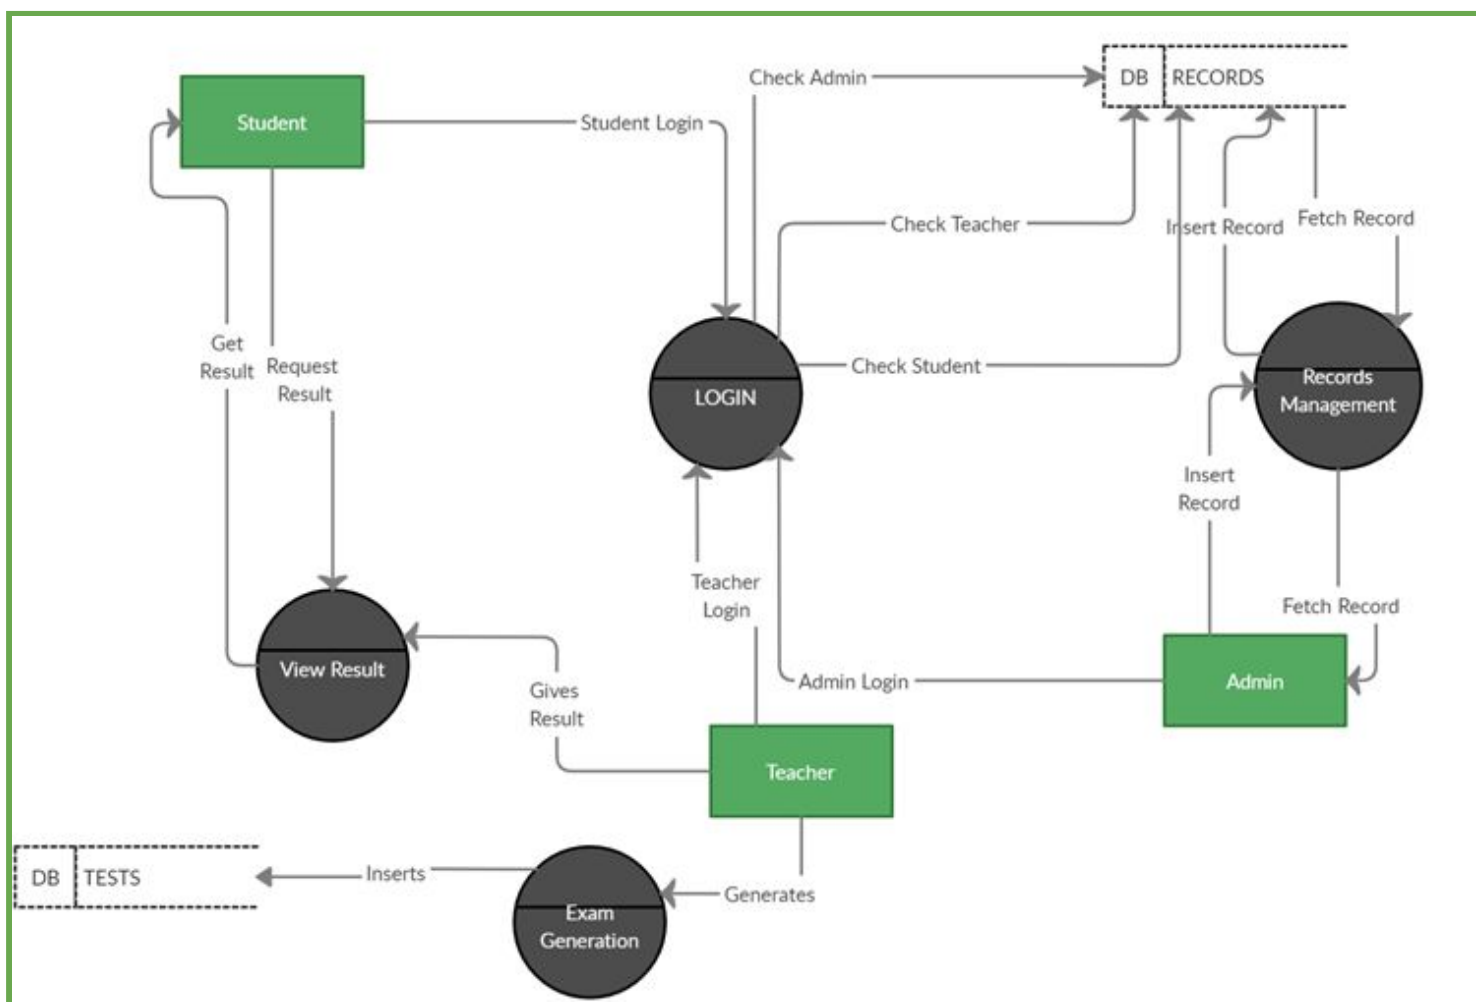 Check Admin
DB
RECORDS
Student
Student Login
Check Teacher
Insert Record
Fetch Record
Get
Result
Request
Result
Check Student
LOGIN
Records
Management
Insert
Record
Teacher
Login
Fetch Record
View Result
Gives
Result
Admin Login
Admin
Teacher
DB
TESTS
Inserts
Generates
Exam
Generation